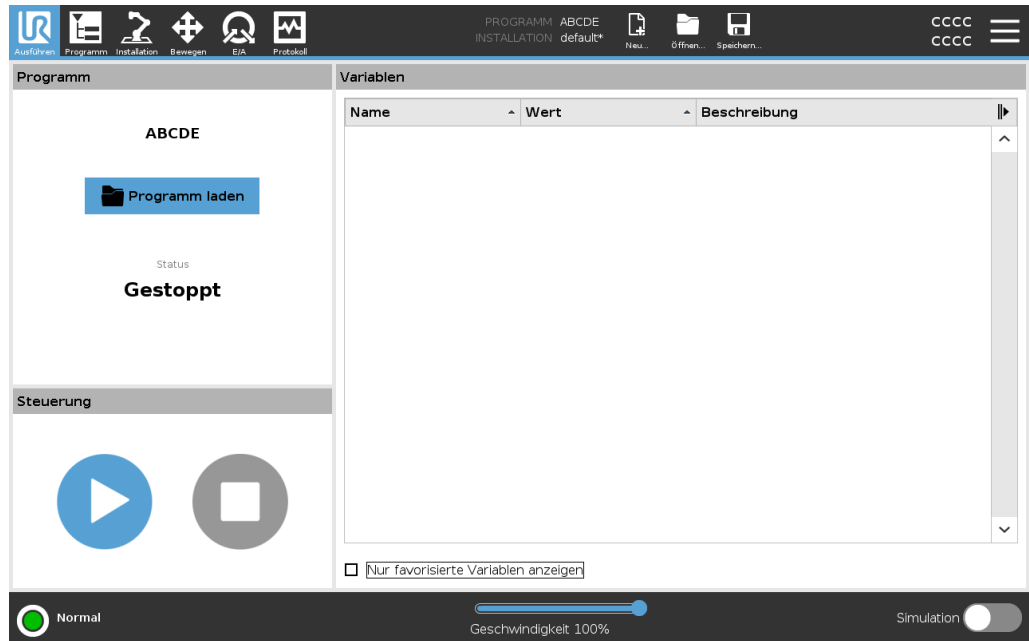 UR
Ausführen Programm Installation Bewegen E/A Protokoll
PROGRAMM ABCDE
INSTALLATION default*
Neu... Öffnen... Speichern...
CCCC
CCCC
Programm
ABCDE
Programm laden
Status
Gestoppt
Steuerung
Variablen
Name Wert Beschreibung
Nur favorisierte Variablen anzeigen
Normal
Geschwindigkeit 100%
Simulation